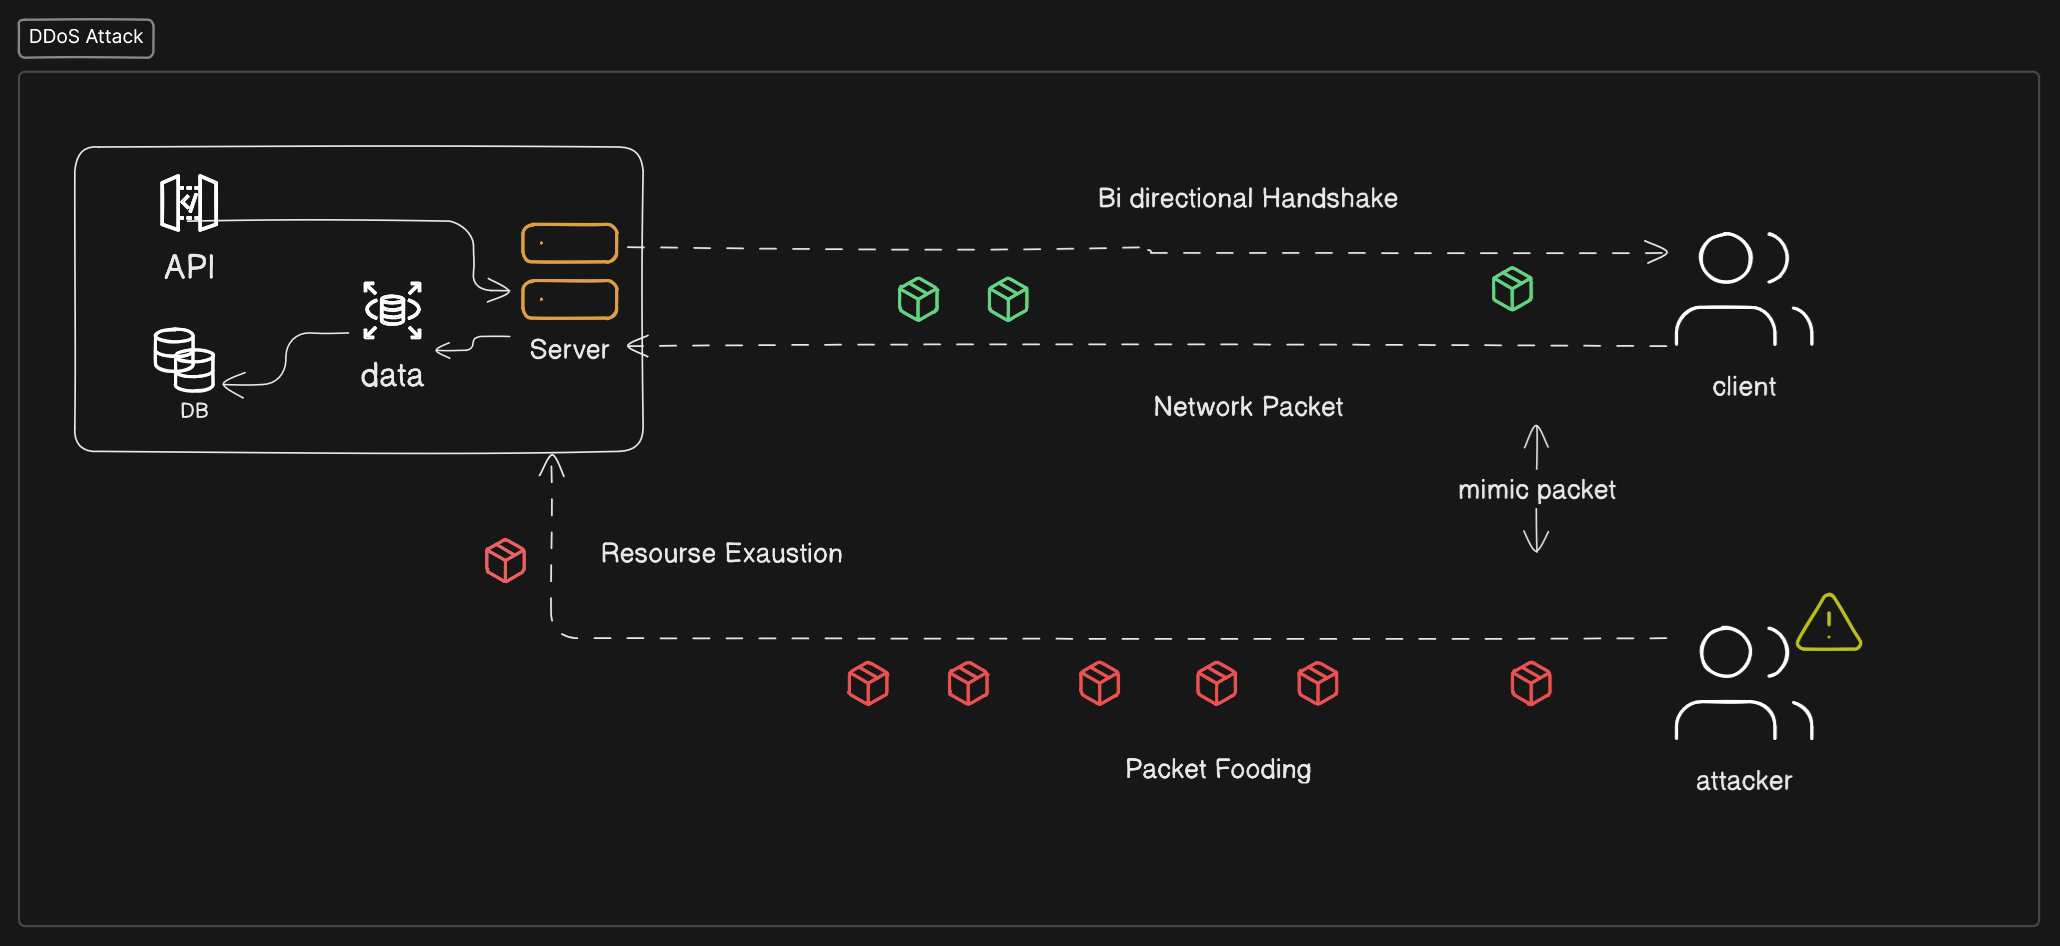 DDoS Attack
Bi directional Handshake
API
Server
data
DB
client
Network Packet
mimic packet
Resourse Exaustion
Packet Fooding
attacker